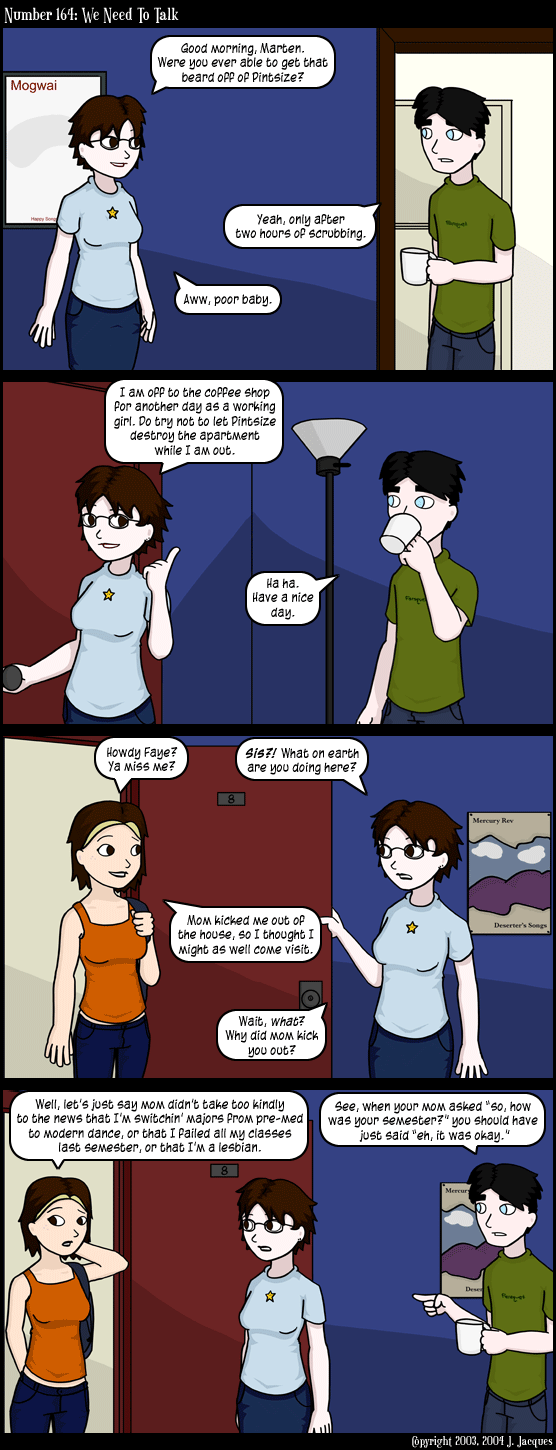 Number 164: We Need To Talk
Good morning, Marten.
Were you ever able to get that
beard off of Pintsize?
Mogwai
Happy Song
Yeah, only after
two hours of scrubbing.
Aww, poor baby.
I am off to the coffee shop
for another day as a working
girl. Do try not to let Pintsize
destroy the apartment
while I am out.
Ha ha.
Have a nice
day.
Howdy Faye?
Ya miss me?
Sis?! What on earth
are you doing here?
8
Mercury Rev
Deserter's Songs
Mom kicked me out of
the house, so I thought I
might as well come visit.
Wait, what?
Why did mom kick
you out?
Well, let's just say mom didn't take too kindly
to the news that I'm switchin' majors from pre-med
to modern dance, or that I failed all my classes
last semester, or that I'm a lesbian.
See, when your mom asked "so, how
was your semester?" you should have
just said "eh, it was okay."
8
Mercur
Deser
Copyright 2003, 2004 J. Jacques